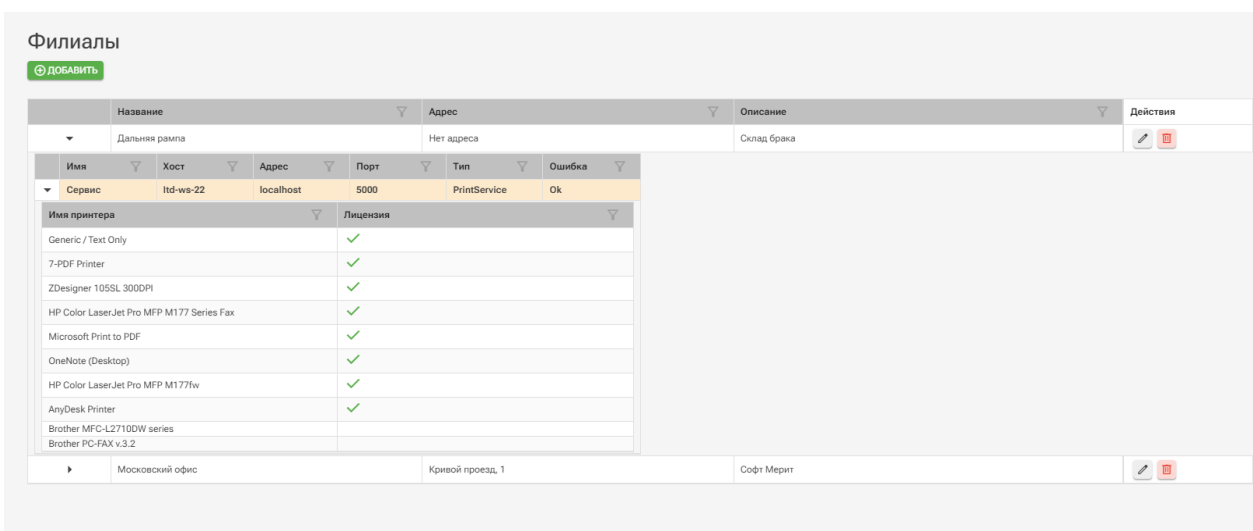 Филиалы
ДОБАВИТЬ
Название Адрес Описание Действия
Дальняя рампа Нет адреса Склад брака
Имя Хост Адрес Порт Тип Ошибка
Сервис ltd-ws-22 localhost 5000 PrintService Ok
Имя принтера Лицензия
Generic / Text Only
7-PDF Printer
ZDesigner 105SL 300DPI
HP Color LaserJet Pro MFP M177 Series Fax
Microsoft Print to PDF
OneNote (Desktop)
HP Color LaserJet Pro MFP M177fw
AnyDesk Printer
Brother MFC-L2710DW series
Brother PC-FAX v.3.2
Московский офис Кривой проезд, 1 Софт Мерит